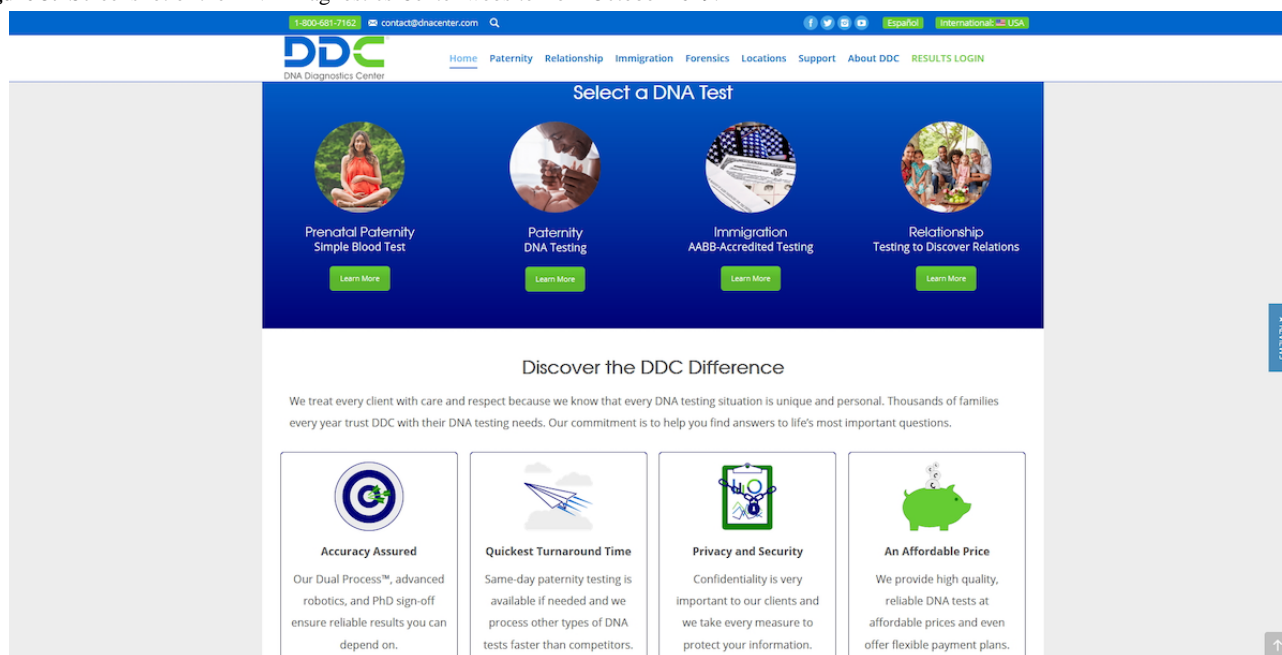 1-800-681-7162 contact@dnacenter.com Español International: USA
DDC
DNA Diagnostics Center
Home Paternity Relationship Immigration Forensics Locations Support About DDC RESULTS LOGIN
Select a DNA Test
Prenatal Paternity
Simple Blood Test
Learn More
Paternity
DNA Testing
Learn More
Immigration
AABB-Accredited Testing
Learn More
Relationship
Testing to Discover Relations
Learn More
Discover the DDC Difference
We treat every client with care and respect because we know that every DNA testing situation is unique and personal. Thousands of families
every year trust DDC with their DNA testing needs. Our commitment is to help you find answers to life's most important questions.
Accuracy Assured
Our Dual Process™, advanced
robotics, and PhD sign-off
ensure reliable results you can
depend on.
Quickest Turnaround Time
Same-day paternity testing is
available if needed and we
process other types of DNA
tests faster than competitors.
Privacy and Security
Confidentiality is very
important to our clients and
we take every measure to
protect your information.
An Affordable Price
We provide high quality,
reliable DNA tests at
affordable prices and even
offer flexible payment plans.